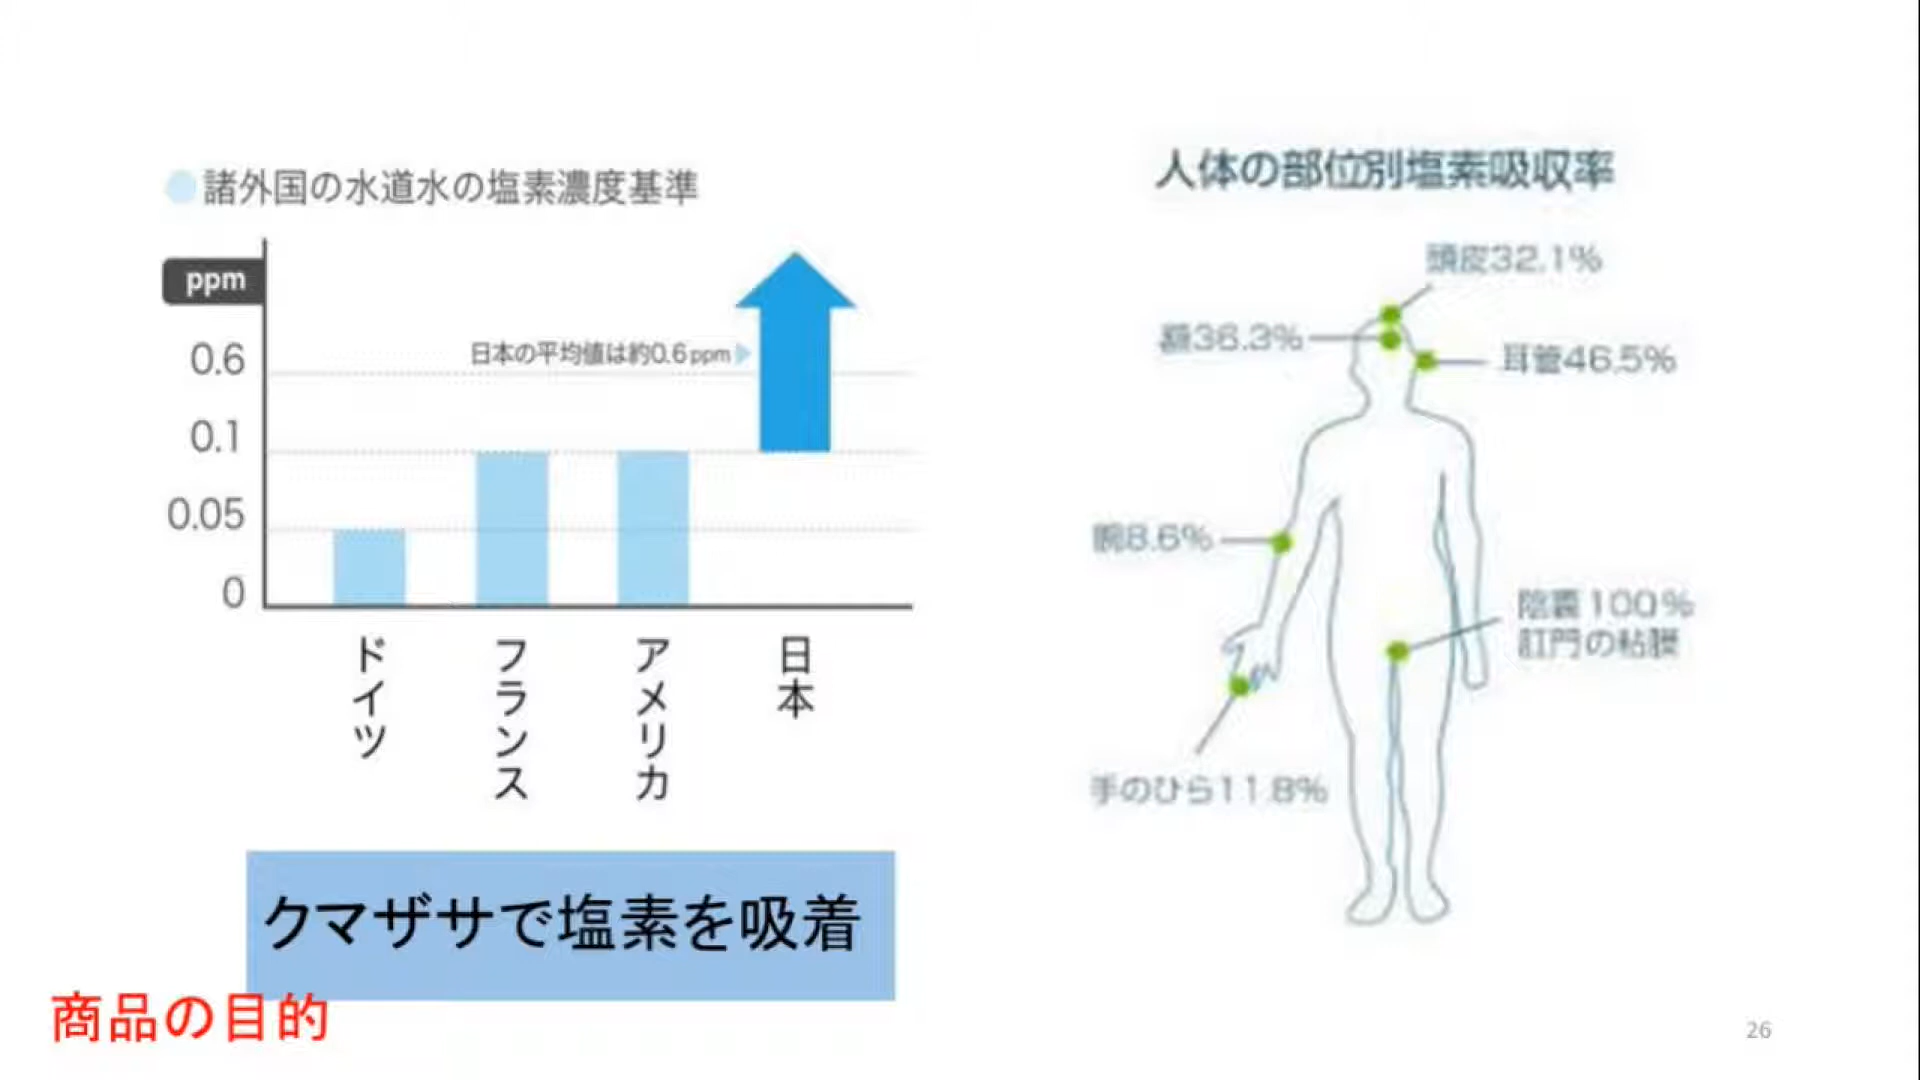 諸外国の水道水の塩素濃度基準
ppm
0.6
0.1
0.05
0
日本の平均値は約0.6ppm
ドイツ
フランス
アメリカ
日本
クマザサで塩素を吸着
商品の目的
人体の部位別塩素吸収率
頭皮32.1%
額36.3%
耳管46.5%
腕8.6%
陰嚢100%
肛門の粘膜
手のひら11.8%
26